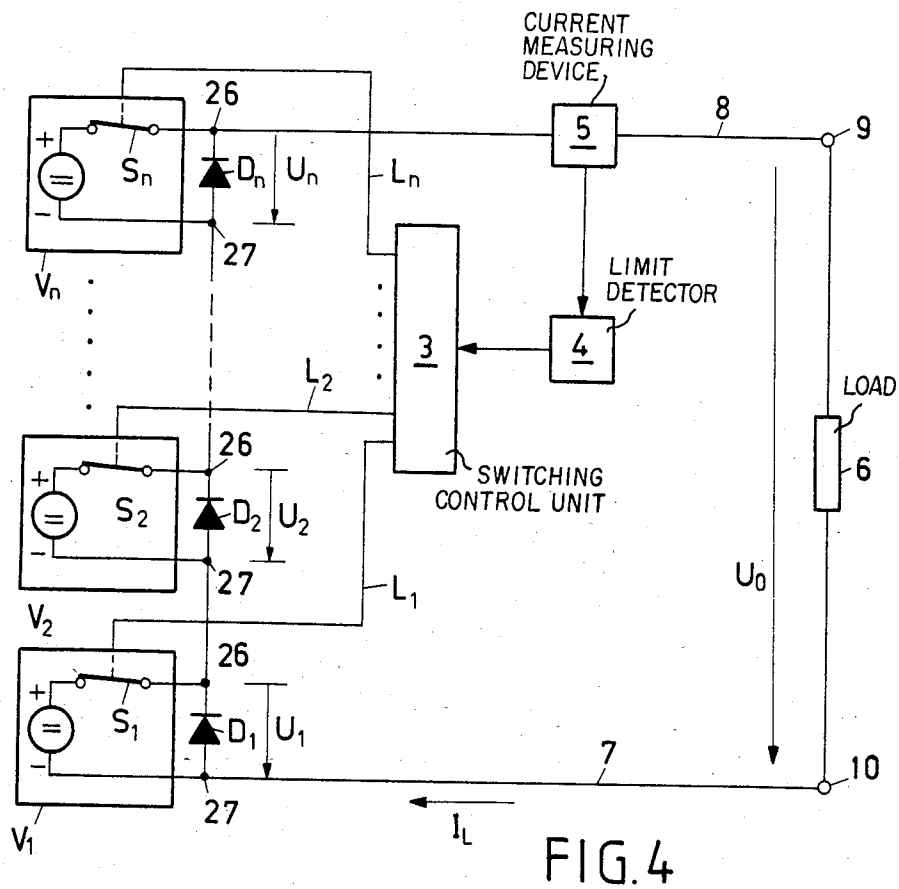 CURRENT
MEASURING
DEVICE
26
8
9
5
+
Sn
Dn
Un
Ln
-
27
Vn
LIMIT
DETECTOR
3
4
L2
LOAD
26
6
+
S2
D2
U2
SWITCHING
CONTROL UNIT
-
27
L1
U0
V2
26
+
S1
D1
U1
-
7
10
27
IL
V1
FIG. 4